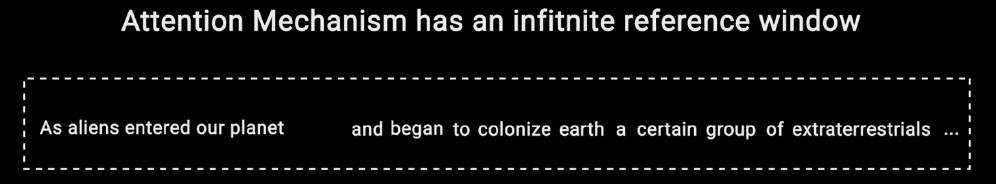 Attention Mechanism has an infitnite reference window
As aliens entered our planet and began to colonize earth a certain group of extraterrestrials ...